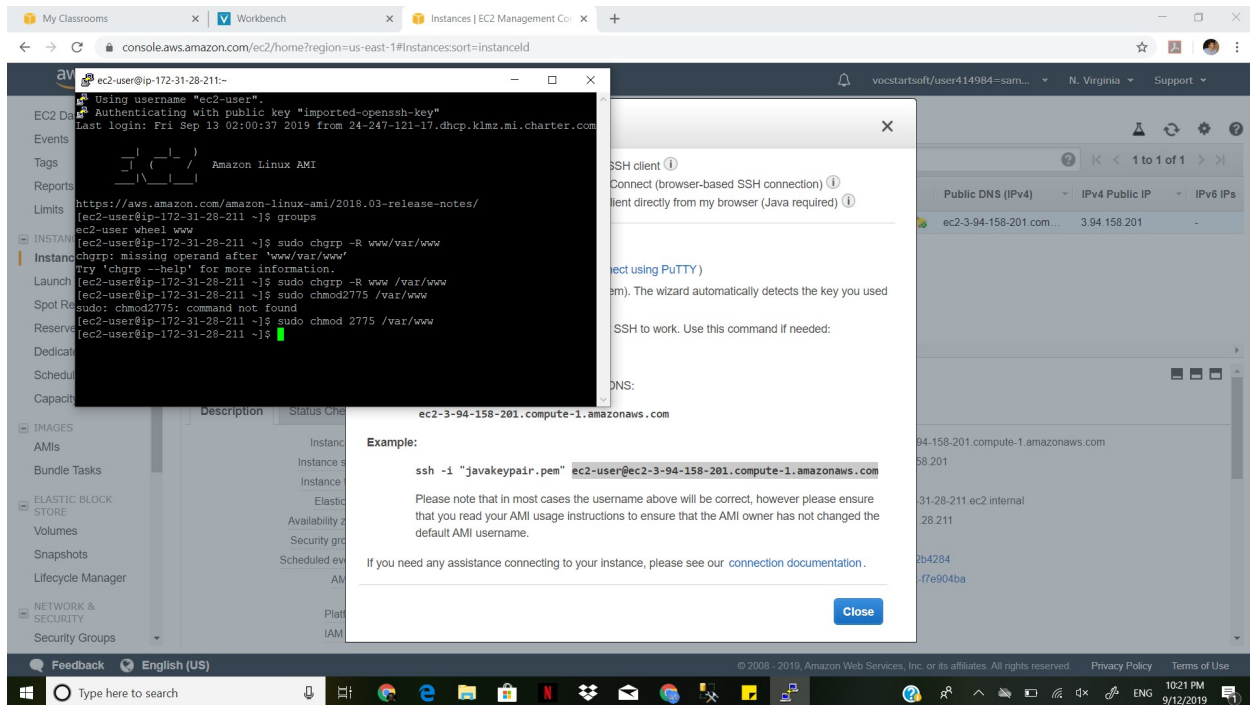 My Classrooms
Workbench
Instances | EC2 Management Co
console.aws.amazon.com/ec2/home?region=us-east-1#Instances:sort=instanceId
vocstartsoft/user414984=sam...
N. Virginia
Support
ec2-user@ip-172-31-28-211:~
Using username "ec2-user".
Authenticating with public key "imported-openssh-key"
Last login: Fri Sep 13 02:00:37 2019 from 24-247-121-17.dhcp.klmz.mi.charter.com
__| __|_ )
_| ( / Amazon Linux AMI
___|\___|___|
https://aws.amazon.com/amazon-linux-ami/2018.03-release-notes/
[ec2-user@ip-172-31-28-211 ~]$ groups
ec2-user wheel www
[ec2-user@ip-172-31-28-211 ~]$ sudo chgrp -R www/var/www
chgrp: missing operand after 'www/var/www'
Try 'chgrp --help' for more information.
[ec2-user@ip-172-31-28-211 ~]$ sudo chgrp -R www /var/www
[ec2-user@ip-172-31-28-211 ~]$ sudo chmod2775 /var/www
sudo: chmod2775: command not found
[ec2-user@ip-172-31-28-211 ~]$ sudo chmod 2775 /var/www
[ec2-user@ip-172-31-28-211 ~]$
EC2 Da
Events
Tags
Reports
Limits
INSTAN
Instanc
Launch
Spot Re
Reserve
Dedicat
Schedul
Capacity
IMAGES
AMIs
Bundle Tasks
ELASTIC BLOCK
STORE
Volumes
Snapshots
Lifecycle Manager
NETWORK &
SECURITY
Security Groups
SSH client
Connect (browser-based SSH connection)
lient directly from my browser (Java required)
nect using PuTTY)
em). The wizard automatically detects the key you used
SSH to work. Use this command if needed:
DNS:
ec2-3-94-158-201.compute-1.amazonaws.com
Example:
ssh -i "javakeypair.pem" ec2-user@ec2-3-94-158-201.compute-1.amazonaws.com
Please note that in most cases the username above will be correct, however please ensure
that you read your AMI usage instructions to ensure that the AMI owner has not changed the
default AMI username.
If you need any assistance connecting to your instance, please see our connection documentation.
Close
1 to 1 of 1
Public DNS (IPv4)
IPv4 Public IP
IPv6 IPs
ec2-3-94-158-201.com...
3.94.158.201
-
Description
Status Che
Instanc
Instance s
Instance
Elastic
Availability z
Security gro
Scheduled ev
AM
Platf
IAM
94-158-201.compute-1.amazonaws.com
58.201
-31-28-211.ec2.internal
.28.211
2b4284
-f7e904ba
Feedback
English (US)
© 2008 - 2019, Amazon Web Services, Inc. or its affiliates. All rights reserved.
Privacy Policy
Terms of Use
Type here to search
ENG
10:21 PM
9/12/2019